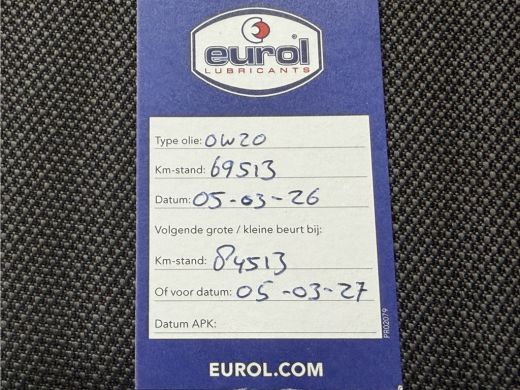 eurol
LUBRICANTS
Type olie: 0W20
Km-stand: 69513
Datum: 05-03-26
Volgende grote / kleine beurt bij:
Km-stand: 84513
Of voor datum: 05-03-27
Datum APK:
PR02079
EUROL.COM